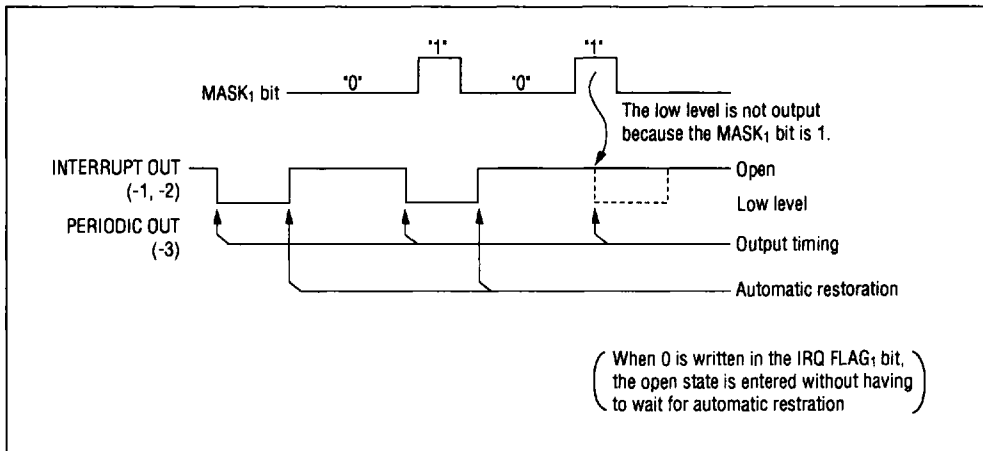 "1" "1"
"0" "0"
MASK₁ bit
The low level is not output
because the MASK₁ bit is 1.
INTERRUPT OUT
(-1, -2)
Open
Low level
PERIODIC OUT
(-3)
Output timing
Automatic restoration
When 0 is written in the IRQ FLAG₁ bit,
the open state is entered without having
to wait for automatic restration